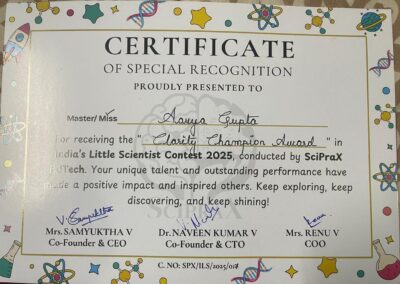 CERTIFICATE
OF SPECIAL RECOGNITION
PROUDLY PRESENTED TO
Master/Miss Aavya Gupta
For receiving the "Clarity Champion Award" in
India's Little Scientist Contest 2025, conducted by SciPraX
EduTech. Your unique talent and outstanding performance have
made a positive impact and inspired others. Keep exploring, keep
discovering, and keep shining!
V. Samyuktha
Mrs. SAMYUKTHA V Dr. NAVEEN KUMAR V Mrs. RENU V
Co-Founder & CEO Co-Founder & CTO COO
C. NO: SPX/ILS/2025/017